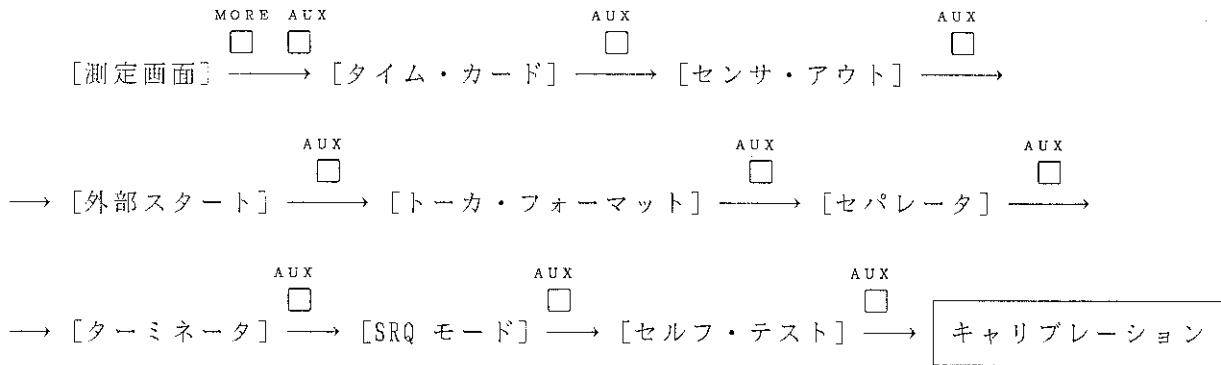 MORE AUX AUX AUX
[測定画面] → [タイム・カード] → [センサ・アウト] →
AUX AUX AUX
→ [外部スタート] → [トーカ・フォーマット] → [セパレータ] →
AUX AUX AUX
→ [ターミネータ] → [SRQ モード] → [セルフ・テスト] → キャリブレーション